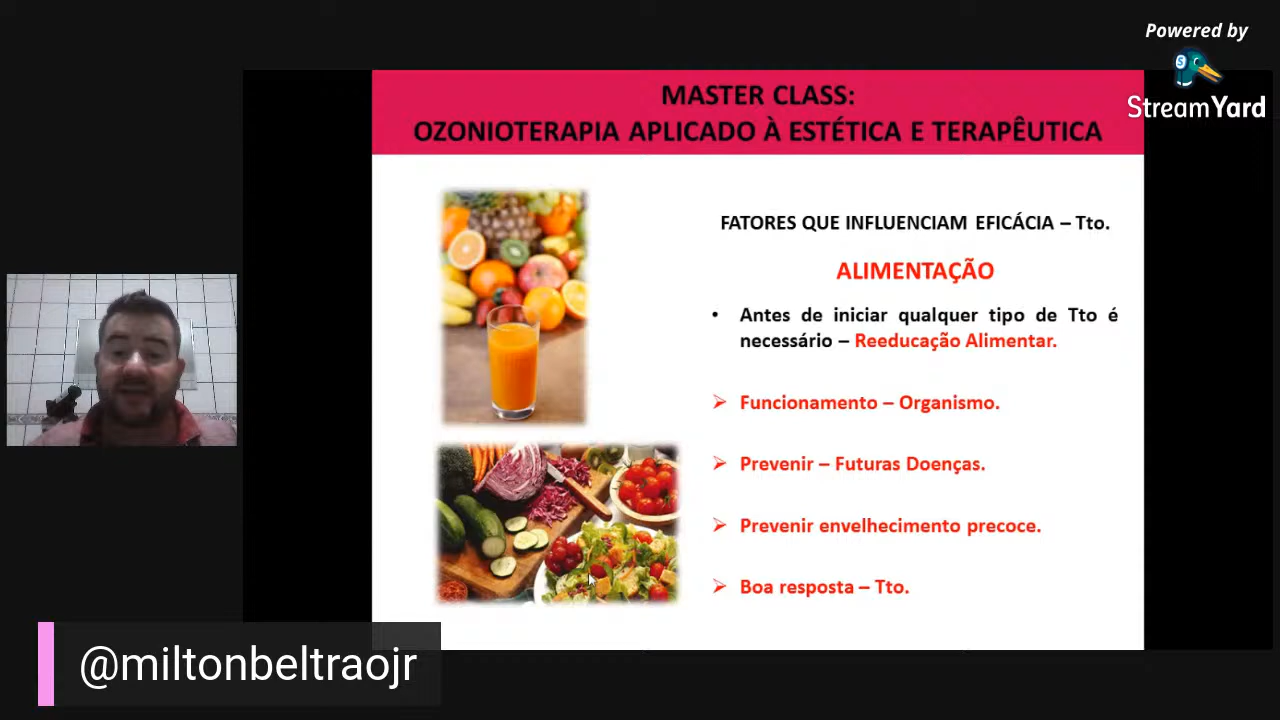 Powered by
StreamYard
MASTER CLASS:
OZONIOTERAPIA APLICADO À ESTÉTICA E TERAPÊUTICA
FATORES QUE INFLUENCIAM EFICÁCIA – Tto.
ALIMENTAÇÃO
• Antes de iniciar qualquer tipo de Tto é
necessário – Reeducação Alimentar.
➢ Funcionamento – Organismo.
➢ Prevenir – Futuras Doenças.
➢ Prevenir envelhecimento precoce.
➢ Boa resposta – Tto.
@miltonbeltraojr